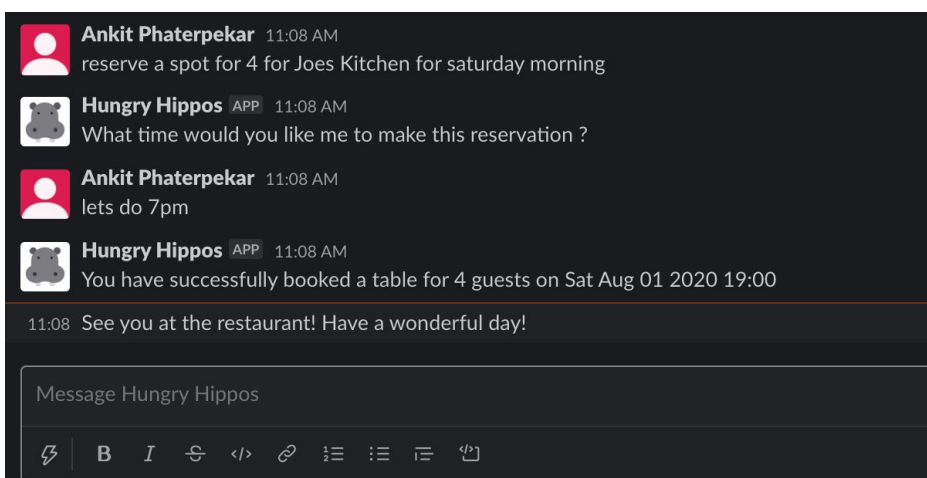 Ankit Phaterpekar 11:08 AM
reserve a spot for 4 for Joes Kitchen for saturday morning
Hungry Hippos APP 11:08 AM
What time would you like me to make this reservation ?
Ankit Phaterpekar 11:08 AM
lets do 7pm
Hungry Hippos APP 11:08 AM
You have successfully booked a table for 4 guests on Sat Aug 01 2020 19:00
11:08 See you at the restaurant! Have a wonderful day!
Message Hungry Hippos